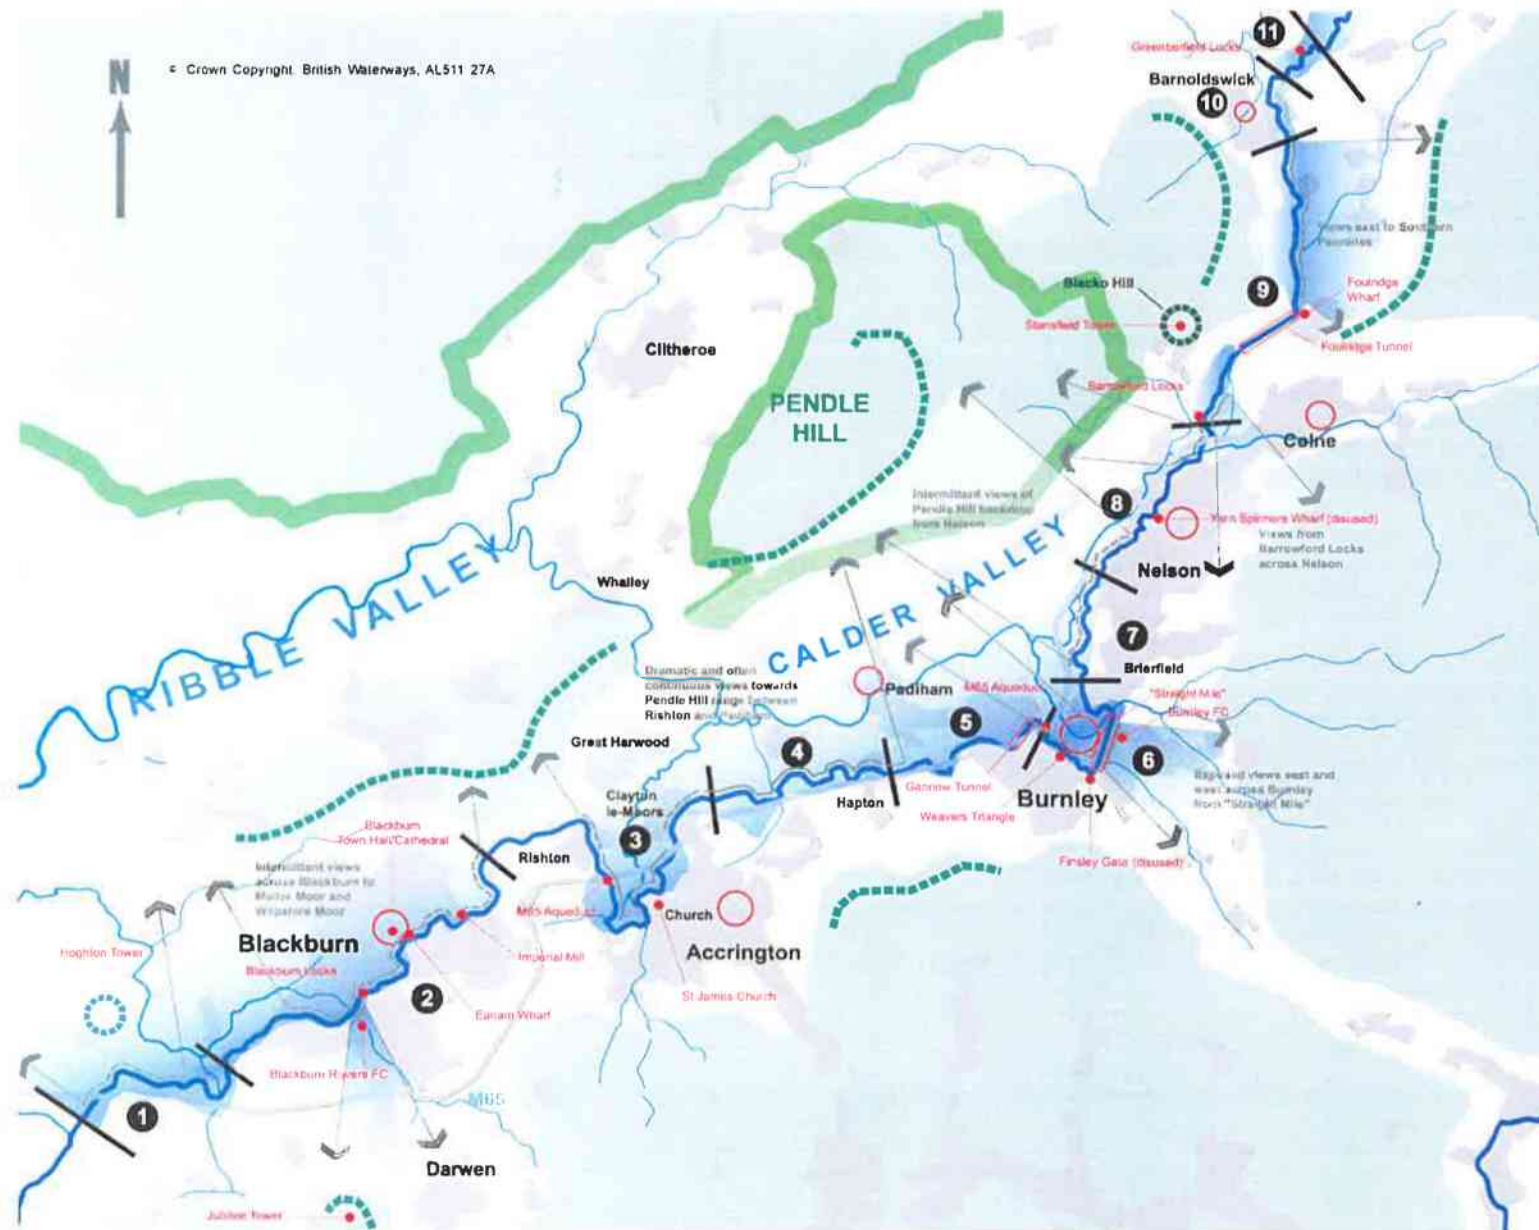 N
c Crown Copyright. British Waterways, AL511 27A
11
Greenberfield Locks
Barnoldswick
10
Views east to Southern
Pennines
Blacko Hill
9
Foulridge
Wharf
Stansfield Tower
Foulridge Tunnel
Clitheroe
PENDLE
HILL
Barrowford Locks
Colne
Intermittent views of
Pendle Hill backdrop
from Nelson
8
Yarn Spinners Wharf (disused)
Views from
Barrowford Locks
across Nelson
Nelson
RIBBLE VALLEY
Whalley
CALDER VALLEY
7
Brierfield
Dramatic and often
continuous views towards
Pendle Hill range between
Rishton and Padiham
Padiham
M65 Aqueduct
"Straight Mile"
Burnley FC
5
Great Harwood
4
6
Clayton
le-Moors
Hapton
Gannow Tunnel
Burnley
Expansive views east and
west across Burnley
from "Straight Mile"
Weavers Triangle
Blackburn
Town Hall/Cathedral
3
Rishton
Finsley Gate (disused)
Intermittent views
across Blackburn to
Mellor Moor and
Wilpshire Moor
M65 Aqueduct
Church
Blackburn
Accrington
Hoghton Tower
Imperial Mill
Blackburn Locks
2
St James Church
Eanam Wharf
Blackburn Rovers FC
M65
1
Darwen
Jubilee Tower